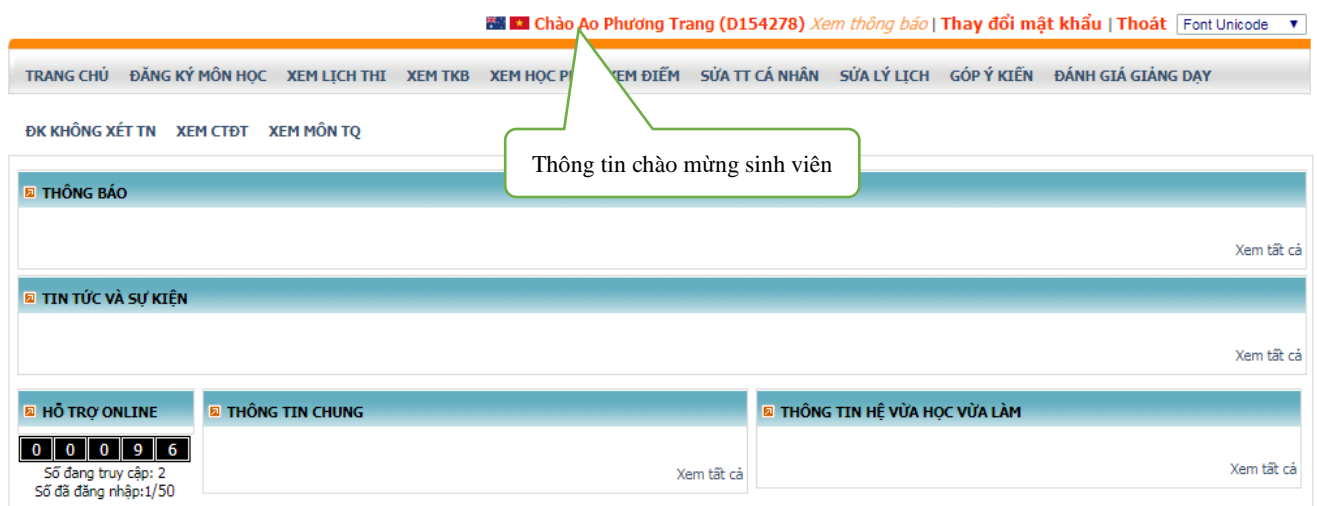 Chào Ao Phương Trang (D154278) Xem thông báo | Thay đổi mật khẩu | Thoát Font Unicode
TRANG CHỦ ĐĂNG KÝ MÔN HỌC XEM LỊCH THI XEM TKB XEM HỌC XEM ĐIỂM SỬA TT CÁ NHÂN SỬA LÝ LỊCH GÓP Ý KIẾN ĐÁNH GIÁ GIẢNG DẠY
ĐK KHÔNG XÉT TN XEM CTĐT XEM MÔN TQ
Thông tin chào mừng sinh viên
THÔNG BÁO
Xem tất cả
TIN TỨC VÀ SỰ KIỆN
Xem tất cả
HỖ TRỢ ONLINE
0 0 0 9 6
Số đang truy cập: 2
Số đã đăng nhập:1/50
THÔNG TIN CHUNG
Xem tất cả
THÔNG TIN HỆ VỪA HỌC VỪA LÀM
Xem tất cả